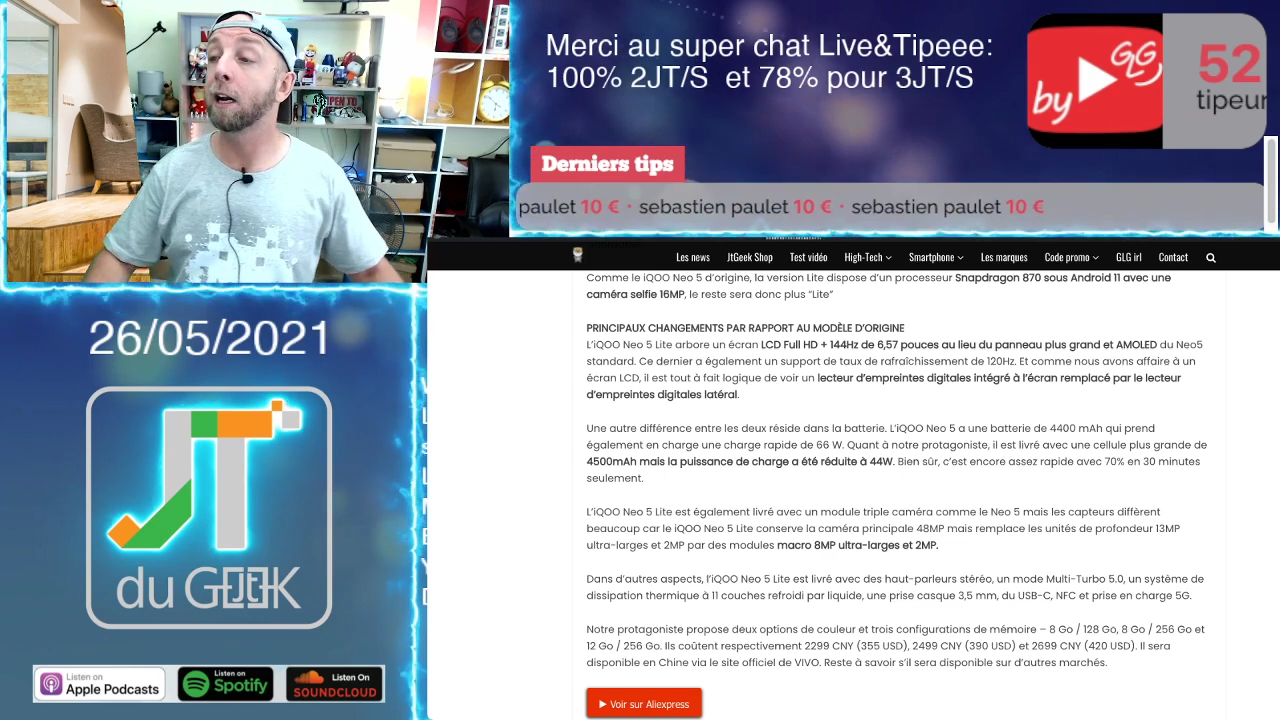 Merci au super chat Live&Tipeee:
100% 2JT/S et 78% pour 3JT/S
by GLG
52
tipeur
Derniers tips
paulet 10 € · sebastien paulet 10 € · sebastien paulet 10 €
Les news JtGeek Shop Test vidéo High-Tech Smartphone Les marques Code promo GLG irl Contact
Comme le iQOO Neo 5 d’origine, la version Lite dispose d’un processeur Snapdragon 870 sous Android 11 avec une
caméra selfie 16MP, le reste sera donc plus “Lite”
PRINCIPAUX CHANGEMENTS PAR RAPPORT AU MODÈLE D’ORIGINE
L’iQOO Neo 5 Lite arbore un écran LCD Full HD + 144Hz de 6,57 pouces au lieu du panneau plus grand et AMOLED du Neo5
standard. Ce dernier a également un support de taux de rafraîchissement de 120Hz. Et comme nous avons affaire à un
écran LCD, il est tout à fait logique de voir un lecteur d’empreintes digitales intégré à l’écran remplacé par le lecteur
d’empreintes digitales latéral.
Une autre différence entre les deux réside dans la batterie. L’iQOO Neo 5 a une batterie de 4400 mAh qui prend
également en charge une charge rapide de 66 W. Quant à notre protagoniste, il est livré avec une cellule plus grande de
4500mAh mais la puissance de charge a été réduite à 44W. Bien sûr, c’est encore assez rapide avec 70% en 30 minutes
seulement.
L’iQOO Neo 5 Lite est également livré avec un module triple caméra comme le Neo 5 mais les capteurs diffèrent
beaucoup car le iQOO Neo 5 Lite conserve la caméra principale 48MP mais remplace les unités de profondeur 13MP
ultra-larges et 2MP par des modules macro 8MP ultra-larges et 2MP.
Dans d’autres aspects, l’iQOO Neo 5 Lite est livré avec des haut-parleurs stéréo, un mode Multi-Turbo 5.0, un système de
dissipation thermique à 11 couches refroidi par liquide, une prise casque 3,5 mm, du USB-C, NFC et prise en charge 5G.
Notre protagoniste propose deux options de couleur et trois configurations de mémoire – 8 Go / 128 Go, 8 Go / 256 Go et
12 Go / 256 Go. Ils coûtent respectivement 2299 CNY (355 USD), 2499 CNY (390 USD) et 2699 CNY (420 USD). Il sera
disponible en Chine via le site officiel de VIVO. Reste à savoir s’il sera disponible sur d’autres marchés.
Voir sur Aliexpress
26/05/2021
JT
du GEEK
Listen on
Apple Podcasts
Listen on
Spotify
Listen On
SOUNDCLOUD